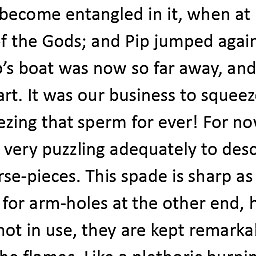 become entangled in it, when at
of the Gods; and Pip jumped again
's boat was now so far away, and
art. It was our business to squeeze
ezing that sperm for ever! For no
very puzzling adequately to desc
rse-pieces. This spade is sharp as
for arm-holes at the other end, h
not in use, they are kept remarka
the flames. Like a plethoric burnin